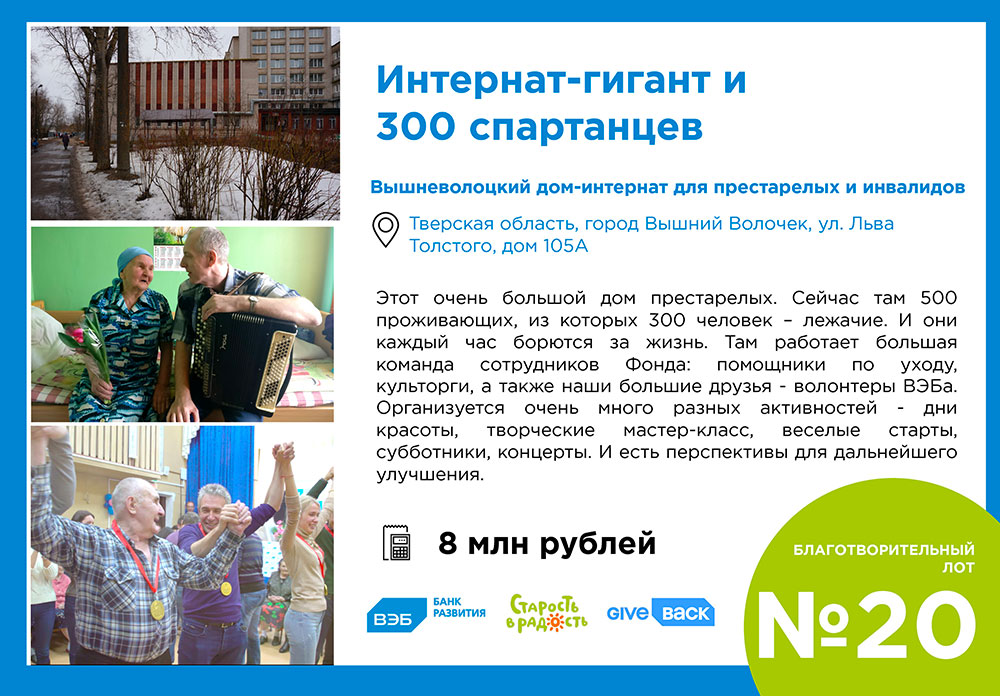 Интернат-гигант и
300 спартанцев
Вышневолоцкий дом-интернат для престарелых и инвалидов
Тверская область, город Вышний Волочек, ул. Льва
Толстого, дом 105А
Этот очень большой дом престарелых. Сейчас там 500
проживающих, из которых 300 человек – лежачие. И они
каждый час борются за жизнь. Там работает большая
команда сотрудников Фонда: помощники по уходу,
культорги, а также наши большие друья - волонтеры ВЭБа.
Организуется очень много разных активностей - дни
красоты, творческие мастер-класс, веселые старты,
субботники, концерты. И есть перспективы для дальнейшего
улучшения.
8 млн рублей
ВЭБ
БАНК
РАЗВИТИЯ
Старость
в радость
GIVE BACK
БЛАГОТВОРИТЕЛЬНЫЙ
ЛОТ
№20